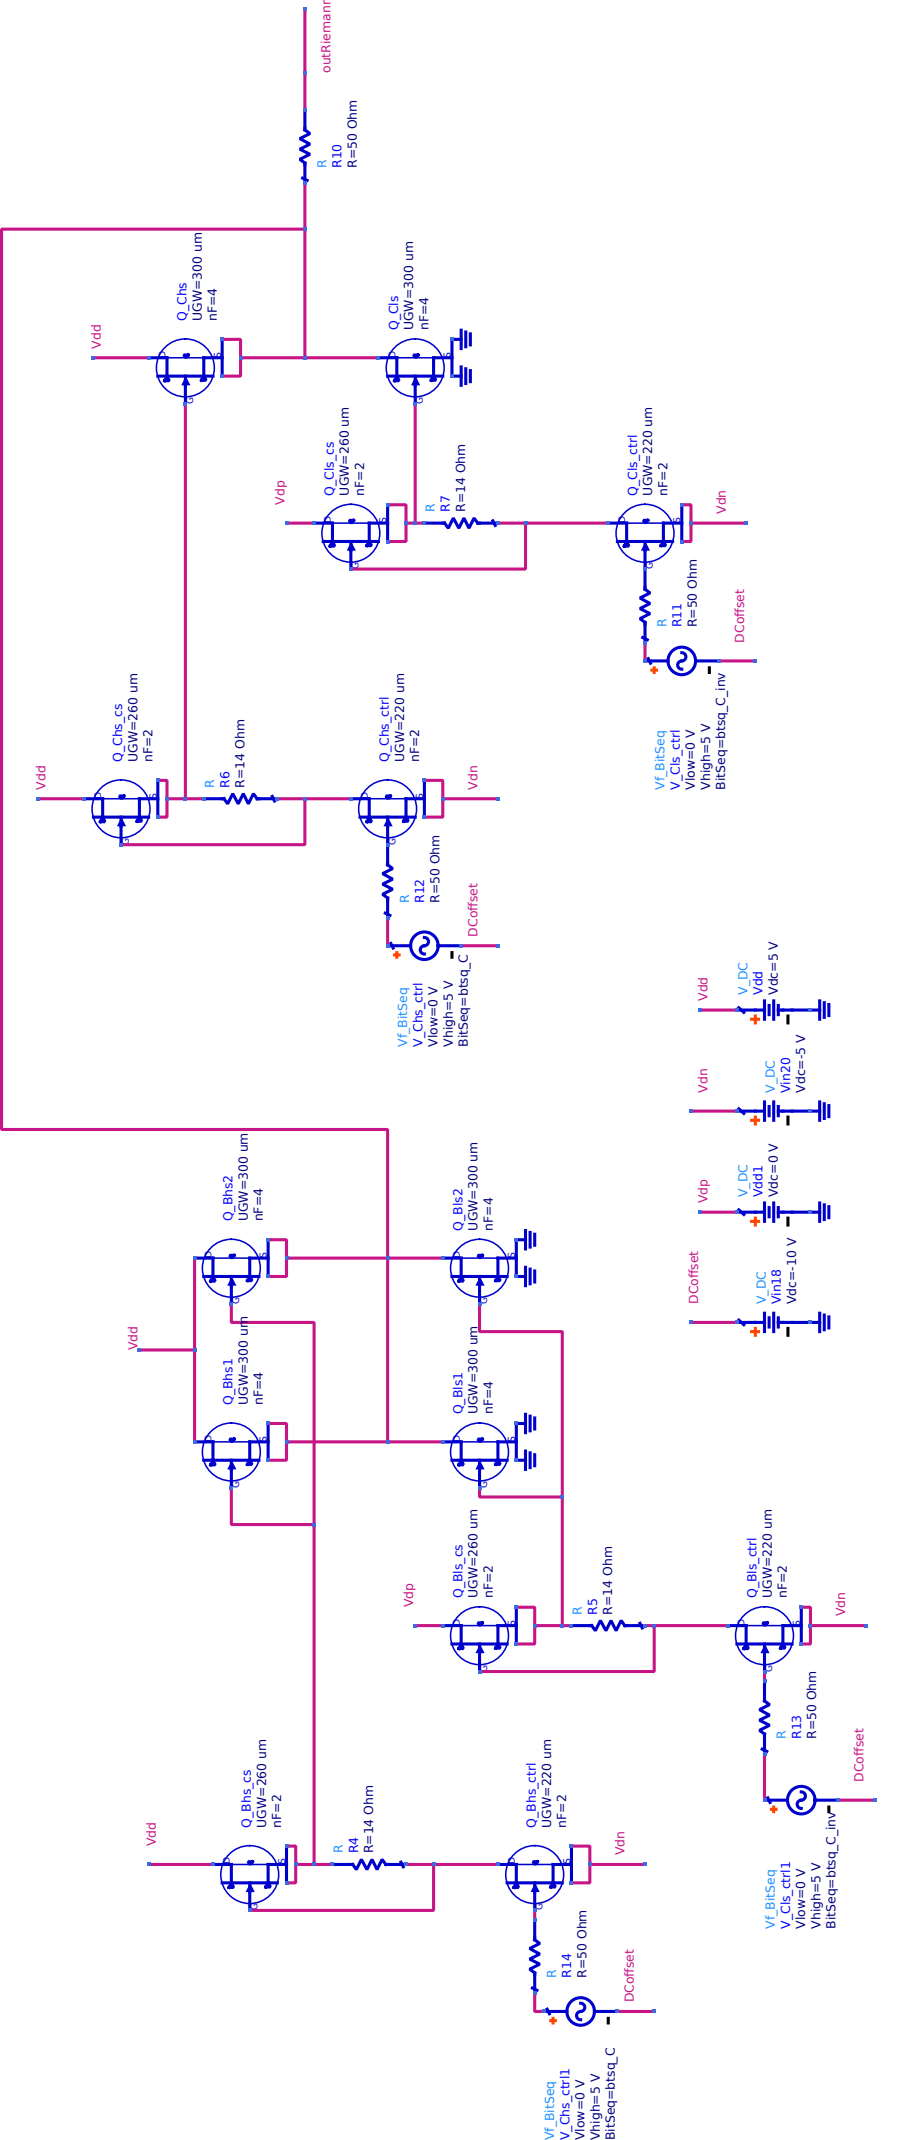 outRiemann
R
R10
R=50 Ohm
Q_Chs
UGW=300 um
nF=4
Vdd
Q_Cls
UGW=300 um
nF=4
Vdp
Q_Cls_cs
UGW=260 um
nF=2
R
R7
R=14 Ohm
Q_Cls_ctrl
UGW=220 um
nF=2
Vdn
R
R11
R=50 Ohm
DCoffset
Vf_BitSeq
V_Cls_ctrl
Vlow=0 V
Vhigh=5 V
BitSeq=btsq_C_inv
Vdd
Q_Chs_cs
UGW=260 um
nF=2
R
R6
R=14 Ohm
Q_Chs_ctrl
UGW=220 um
nF=2
Vdn
R
R12
R=50 Ohm
DCoffset
Vf_BitSeq
V_Chs_ctrl
Vlow=0 V
Vhigh=5 V
BitSeq=btsq_C
Vdd
V_DC
Vdd
Vdc=5 V
Vdn
V_DC
Vin20
Vdc=-5 V
Vdp
V_DC
Vdd1
Vdc=0 V
DCoffset
V_DC
Vin18
Vdc=-10 V
Q_Bhs2
UGW=300 um
nF=4
Q_Bls2
UGW=300 um
nF=4
Vdd
Q_Bhs1
UGW=300 um
nF=4
Q_Bls1
UGW=300 um
nF=4
Vdp
Q_Bls_cs
UGW=260 um
nF=2
R
R5
R=14 Ohm
Q_Bls_ctrl
UGW=220 um
nF=2
Vdn
R
R13
R=50 Ohm
DCoffset
Vf_BitSeq
V_Cls_ctrl1
Vlow=0 V
Vhigh=5 V
BitSeq=btsq_C_inv
Vdd
Q_Bhs_cs
UGW=260 um
nF=2
R
R4
R=14 Ohm
Q_Bhs_ctrl
UGW=220 um
nF=2
Vdn
R
R14
R=50 Ohm
DCoffset
Vf_BitSeq
V_Chs_ctrl1
Vlow=0 V
Vhigh=5 V
BitSeq=btsq_C